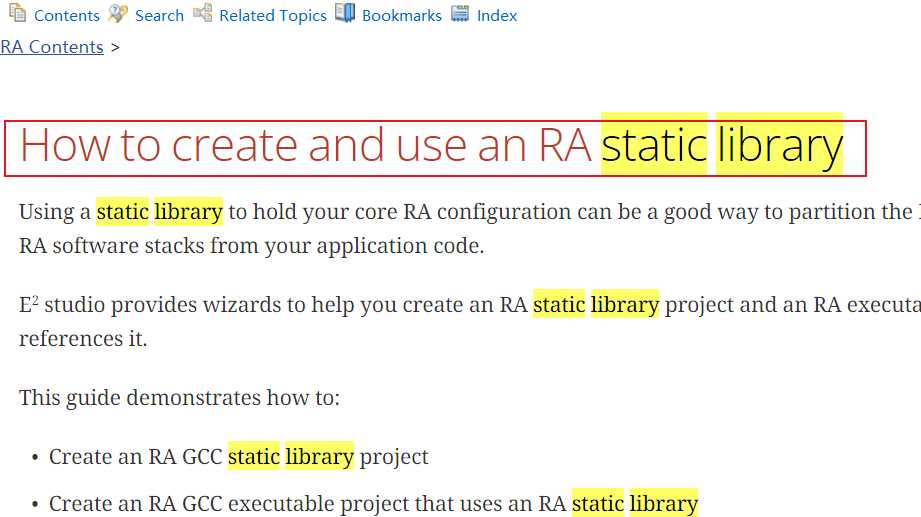 Contents Search Related Topics Bookmarks Index
RA Contents >
How to create and use an RA static library
Using a static library to hold your core RA configuration can be a good way to partition the
RA software stacks from your application code.
E² studio provides wizards to help you create an RA static library project and an RA executa
references it.
This guide demonstrates how to:
• Create an RA GCC static library project
• Create an RA GCC executable project that uses an RA static library